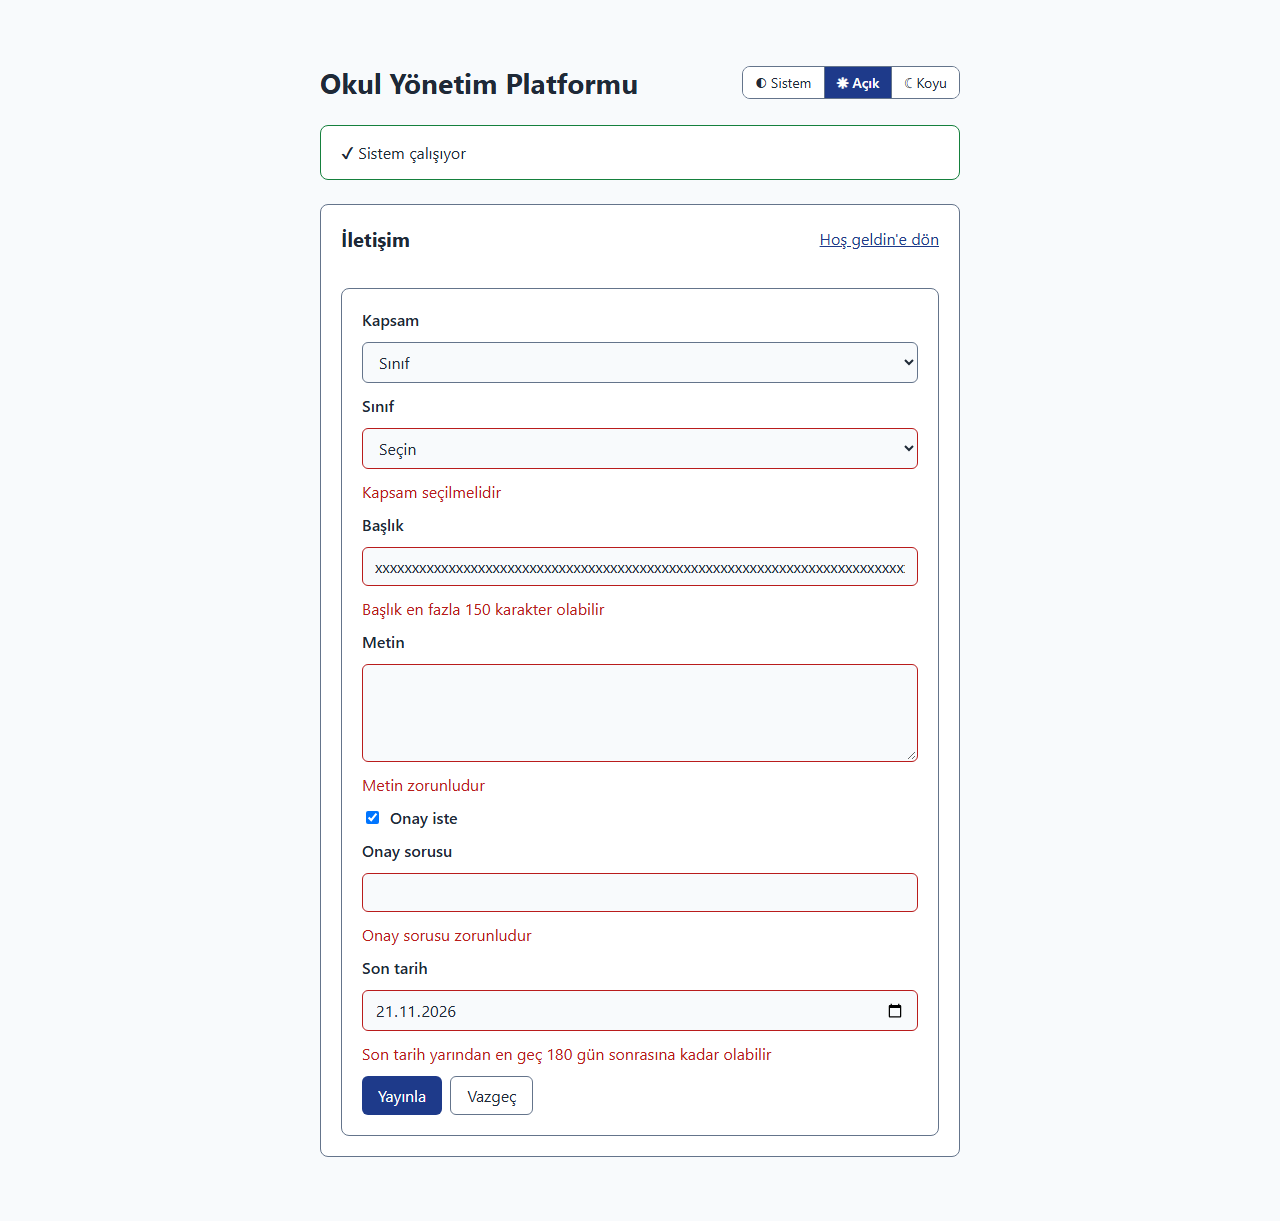 Okul Yönetim Platformu
Sistem Açık Koyu
✓ Sistem çalışıyor
İletişim
Hoş geldin'e dön
Kapsam
Sınıf
Sınıf
Seçin
Kapsam seçilmelidir
Başlık
xxxxxxxxxxxxxxxxxxxxxxxxxxxxxxxxxxxxxxxxxxxxxxxxxxxxxxxxxxxxxxxxxxxxxxxxx
Başlık en fazla 150 karakter olabilir
Metin
Metin zorunludur
Onay iste
Onay sorusu
Onay sorusu zorunludur
Son tarih
21.11.2026
Son tarih yarından en geç 180 gün sonrasına kadar olabilir
Yayınla
Vazgeç